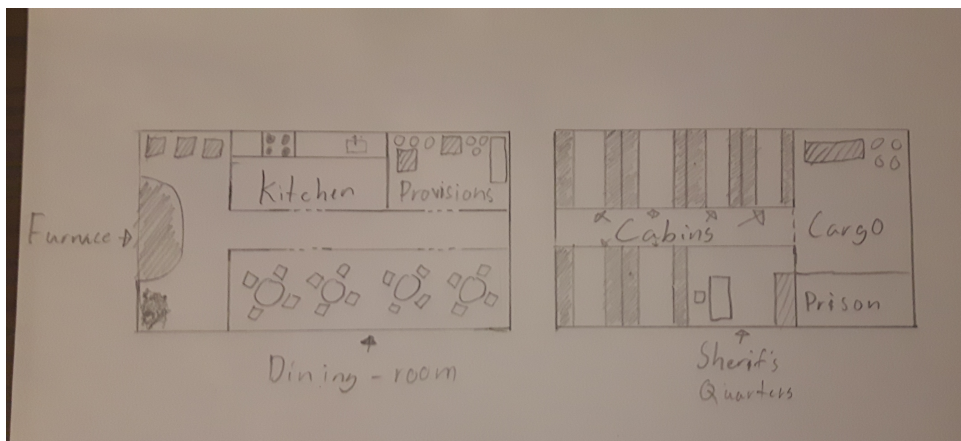 Kitchen
Provisions
Furnace
Dining-room
Cabins
Cargo
Prison
Sherif's
Quarters